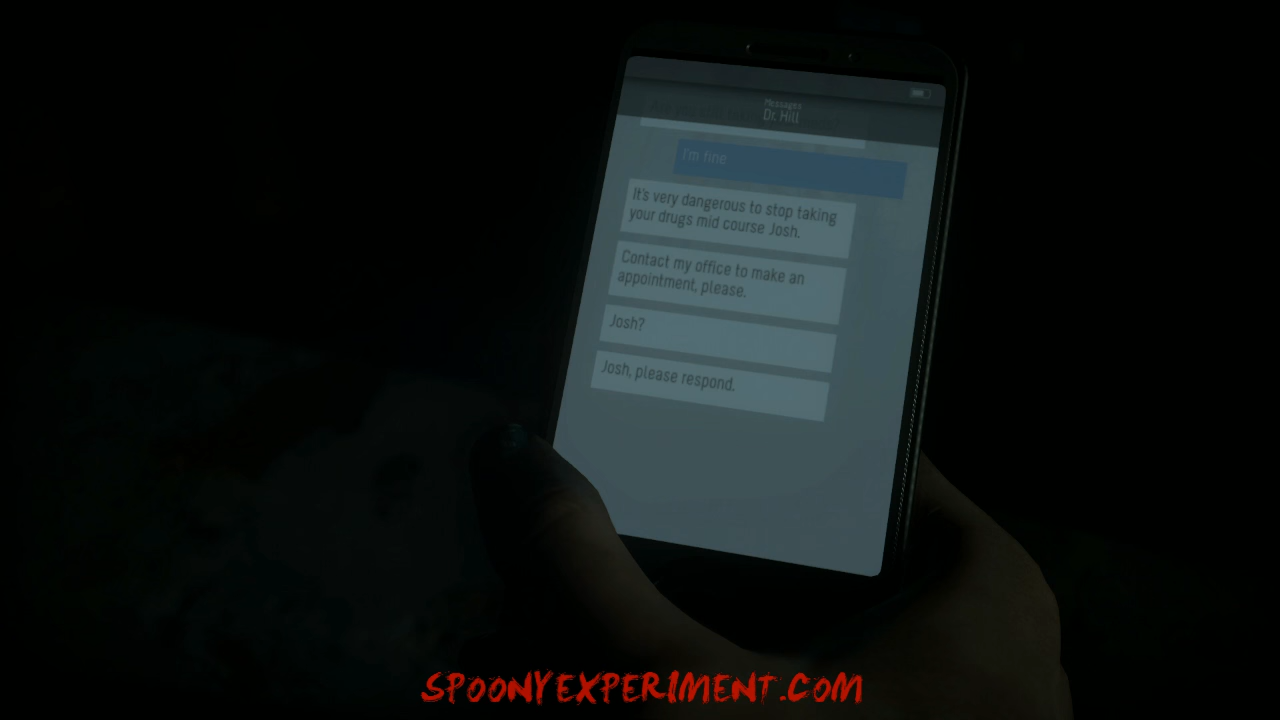 Messages
Dr. Hill
I'm fine
It's very dangerous to stop taking
your drugs mid course Josh.
Contact my office to make an
appointment, please.
Josh?
Josh, please respond.
SPOONYEXPERIMENT.COM